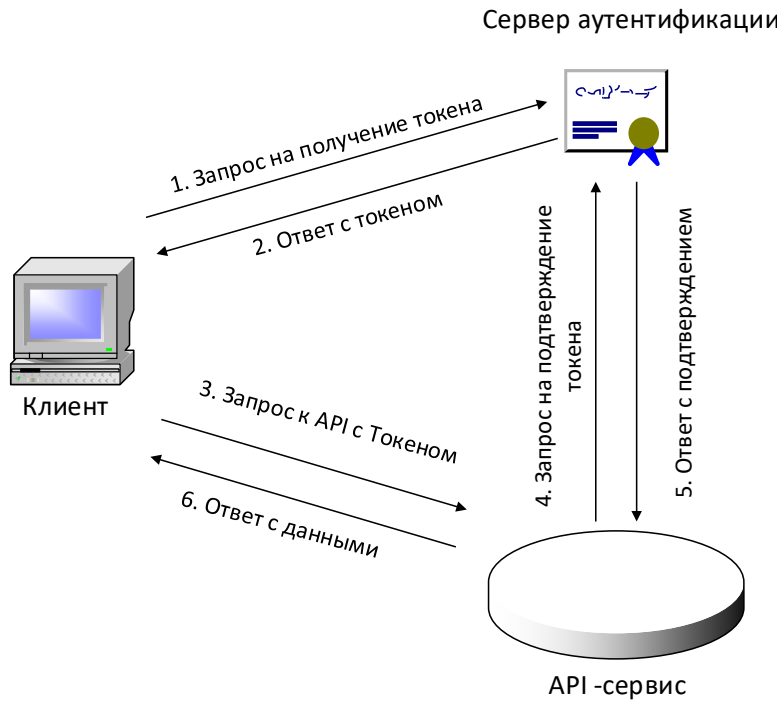 Сервер аутентификации
1. Запрос на получение токена
2. Ответ с токеном
Клиент
3. Запрос к API с Токеном
6. Ответ с данными
4. Запрос на подтверждение
токена
5. Ответ с подтверждением
API -сервис